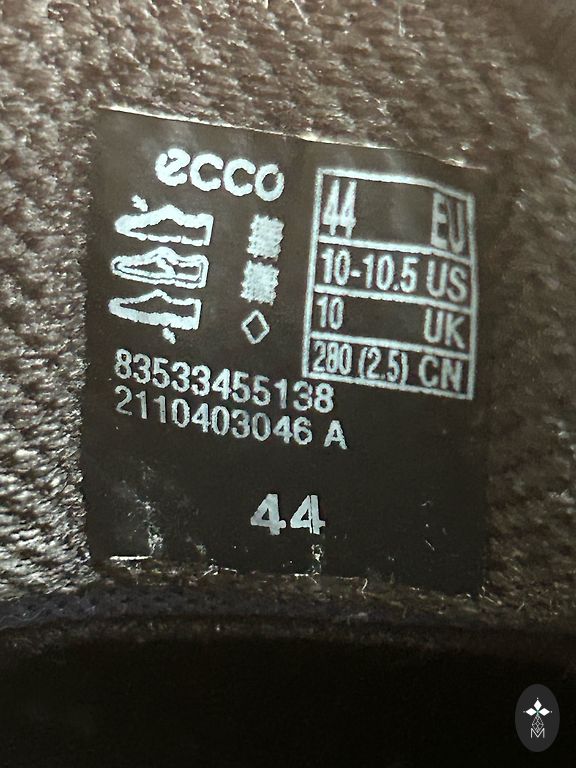 ecco
44 EU
10-10.5 US
10 UK
280 (2.5) CN
83533455138
2110403046 A
44
M